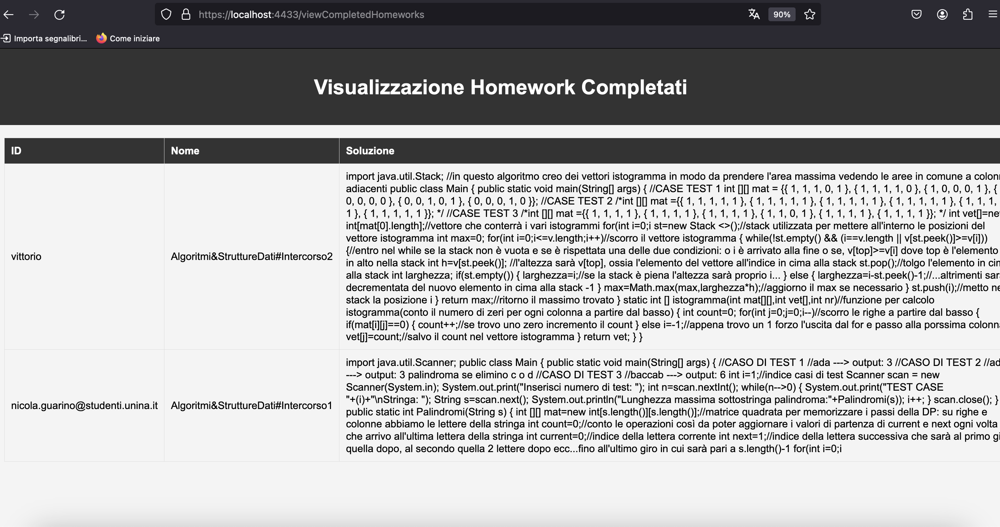 https://localhost:4433/viewCompletedHomeworks
90%
Importa segnalibri...
Come iniziare
Visualizzazione Homework Completati
ID
Nome
Soluzione
vittorio
Algoritmi&StruttureDati#Intercorso2
import java.util.Stack; //in questo algoritmo creo dei vettori istogramma in modo da prendere l'area massima vedendo le aree in comune a
adiacenti public class Main { public static void main(String[] args) { //CASE TEST 1 int [][] mat = {{ 1, 1, 1, 0, 1 }, { 1, 1, 1, 1, 0 }, { 1, 0, 0, 0, 1 }, {
0, 0, 0, 0 }, { 0, 0, 1, 0, 1 }, { 0, 0, 0, 1, 0 }}; //CASE TEST 2 /*int [][] mat ={{ 1, 1, 1, 1, 1 }, { 1, 1, 1, 1, 1 }, { 1, 1, 1, 1, 1 }, { 1, 1, 1, 1, 1 }, { 1, 1, 1,
1 }, { 1, 1, 1, 1, 1 }}; */ //CASE TEST 3 /*int [][] mat ={{ 1, 1, 1, 1 }, { 1, 1, 1, 1 }, { 1, 1, 1, 1 }, { 1, 1, 0, 1 }, { 1, 1, 1, 1 }, { 1, 1, 1, 1 }}; */ int
int[mat[0].length];//vettore che conterrà i vari istogrammi for(int i=0;i st=new Stack <>();//stack utilizzata per mettere all'interno le posizioni del
vettore istogramma int max=0; for(int i=0;i<=v.length;i++)//scorro il vettore istogramma { while(!st.empty() && (i==v.length || v[st.peek()]>=v[i]))
{//entro nel while se la stack non è vuota e se è rispettata una delle due condizioni: o i è arrivato alla fine o se, v[top]>=v[i] dove top è l'elemento
in alto nella stack int h=v[st.peek()]; //l'altezza sarà v[top], ossia l'elemento del vettore all'indice in cima alla stack st.pop();//tolgo l'elemento in
alla stack int larghezza; if(st.empty()) { larghezza=i;//se la stack è piena l'altezza sarà proprio i... } else { larghezza=i-st.peek()-1;//...altrimenti
decrementata del nuovo elemento in cima alla stack -1 } max=Math.max(max,larghezza*h);//aggiorno il max se necessario } st.push(i);//metto
stack la posizione i } return max;//ritorno il massimo trovato } static int [] istogramma(int mat[][],int vet[],int nr)//funzione per calcolo
istogramma(conto il numero di zeri per ogni colonna a partire dal basso) { int count=0; for(int j=0;j=0;i--)//scorro le righe a partire dal basso {
if(mat[i][j]==0) { count++;//se trovo uno zero incremento il count } else i=-1;//appena trovo un 1 forzo l'uscita dal for e passo alla porssima
vet[j]=count;//salvo il count nel vettore istogramma } return vet; } }
nicola.guarino@studenti.unina.it
Algoritmi&StruttureDati#Intercorso1
import java.util.Scanner; public class Main { public static void main(String[] args) { //CASO DI TEST 1 //ada ---> output: 3 //CASO DI TEST 2
---> output: 3 palindroma se elimino c o d //CASO DI TEST 3 //baccab ---> output: 6 int i=1;//indice casi di test Scanner scan = new
Scanner(System.in); System.out.print("Inserisci numero di test: "); int n=scan.nextInt(); while(n-->0) { System.out.print("TEST CASE
"+(i)+"\nStringa: "); String s=scan.next(); System.out.println("Lunghezza massima sottostringa palindroma:"+Palindromi(s)); i++; } scan.close(); }
public static int Palindromi(String s) { int [][] mat=new int[s.length()][s.length()];//matrice quadrata per memorizzare i passi della DP: su righe e
colonne abbiamo le lettere della stringa int count=0;//conto le operazioni così da poter aggiornare i valori di partenza di current e next ogni volta
che arrivo all'ultima lettera della stringa int current=0;//indice della lettera corrente int next=1;//indice della lettera successiva che sarà al primo
quella dopo, al secondo quella 2 lettere dopo ecc...fino all'ultimo giro in cui sarà pari a s.length()-1 for(int i=0;i